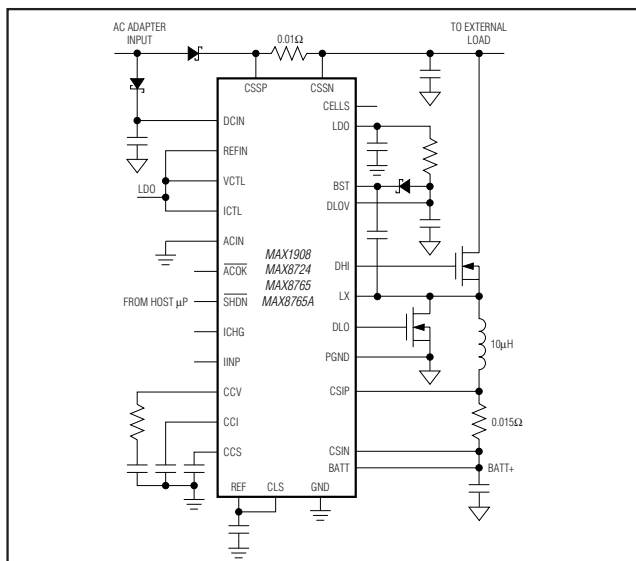 AC ADAPTER
INPUT
0.01Ω
TO EXTERNAL
LOAD
CSSP
CSSN
CELLS
DCIN
LDO
REFIN
VCTL
LDO
ICTL
BST
DLOV
ACIN
MAX1908
MAX8724
MAX8765
MAX8765A
ACOK
DHI
FROM HOST μP
SHDN
LX
ICHG
DLO
IINP
PGND
10μH
CCV
CSIP
CCI
0.015Ω
CCS
CSIN
BATT
BATT+
REF
CLS
GND